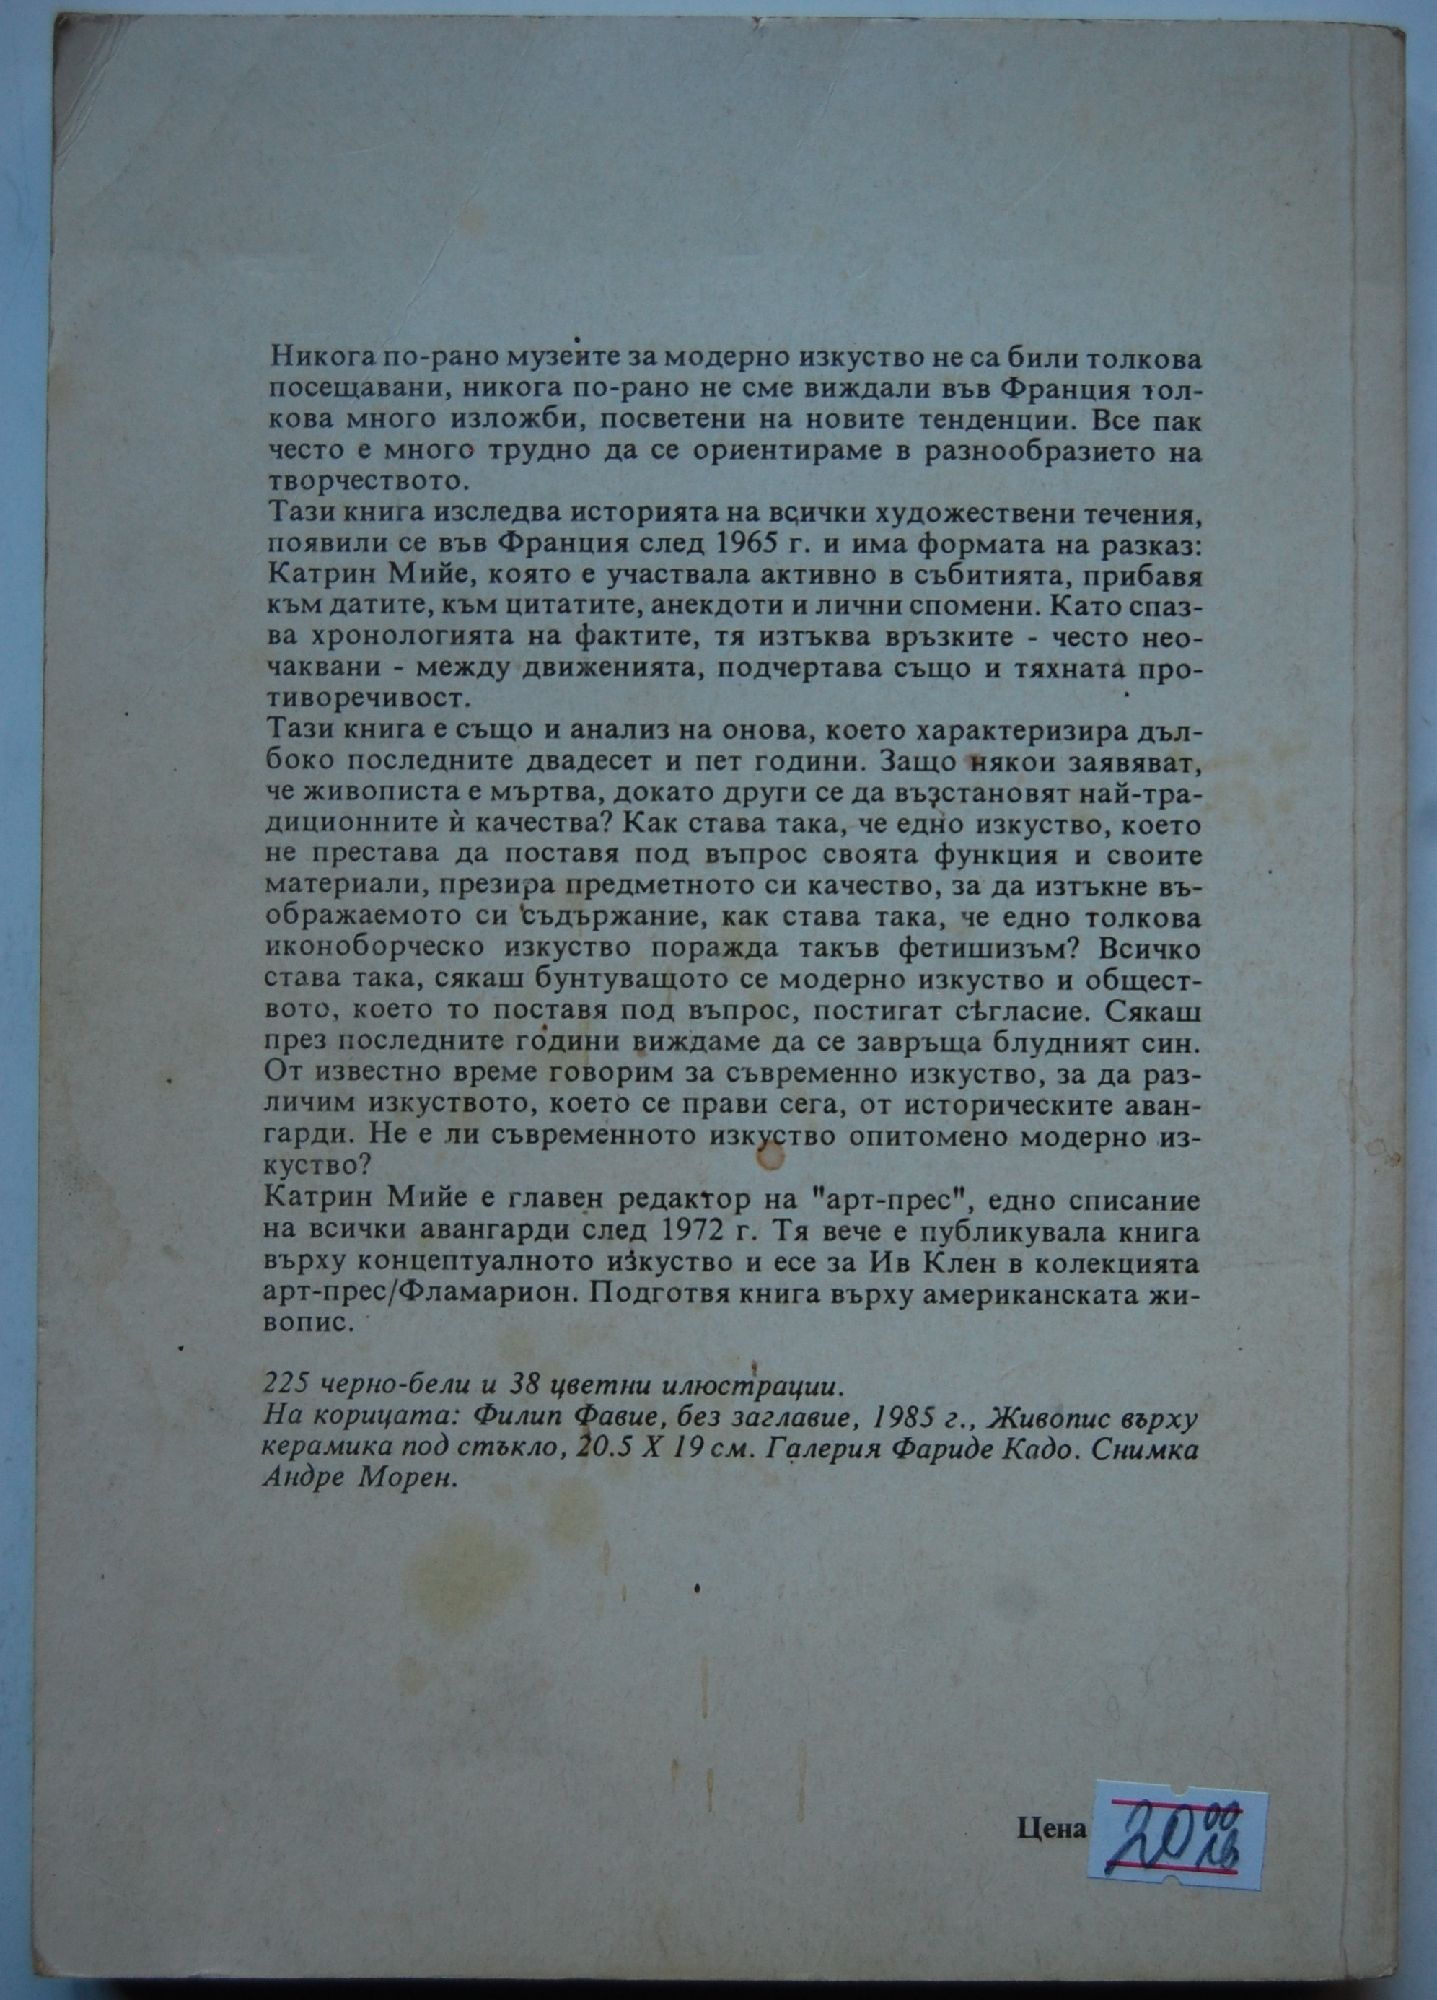 Никога по-рано музеите за модерно изкуство не са били толкова
посещавани, никога по-рано не сме виждали във Франция тол-
кова много изложби, посветени на новите тенденции. Все пак
често е много трудно да се ориентираме в разнообразието на
творчеството.
Тази книга изследва историята на всички художествени течения,
появили се във Франция след 1965 г. и има формата на разказ:
Катрин Мийе, която е участвала активно в събитията, прибавя
към датите, към цитатите, анекдоти и лични спомени. Като спаз-
ва хронологията на фактите, тя изтъква връзките - често нео-
чаквани - между движенията, подчертава също и тяхната про-
тиворечивост.
Тази книга е също и анализ на онова, което характеризира дъл-
боко последните двадесет и пет години. Защо някои заявяват,
че живописта е мъртва, докато други се да възстановят най-тра-
диционните ѝ качества? Как става така, че едно изкуство, което
не престава да поставя под въпрос своята функция и своите
материали, презира предметното си качество, за да изтъкне въ-
ображаемото си съдържание, как става така, че едно толкова
иконоборческо изкуство поражда такъв фетишизъм? Всичко
става така, сякаш бунтуващото се модерно изкуство и общест-
вото, което то поставя под въпрос, постигат съгласие. Сякаш
през последните години виждаме да се завръща блудният син.
От известно време говорим за съвременно изкуство, за да раз-
личим изкуството, което се прави сега, от историческите аван-
гарди. Не е ли съвременното изкуство опитомено модерно из-
куство?
Катрин Мийе е главен редактор на "арт-прес", едно списание
на всички авангарди след 1972 г. Тя вече е публикувала книга
върху концептуалното изкуство и есе за Ив Клен в колекцията
арт-прес/Фламарион. Подготвя книга върху американската жи-
вопис.
225 черно-бели и 38 цветни илюстрации.
На корицата: Филип Фавие, без заглавие, 1985 г., Живопис върху
керамика под стъкло, 20.5 X 19 см. Галерия Фариде Кадо. Снимка
Андре Морен.
Цена 20 00 лв